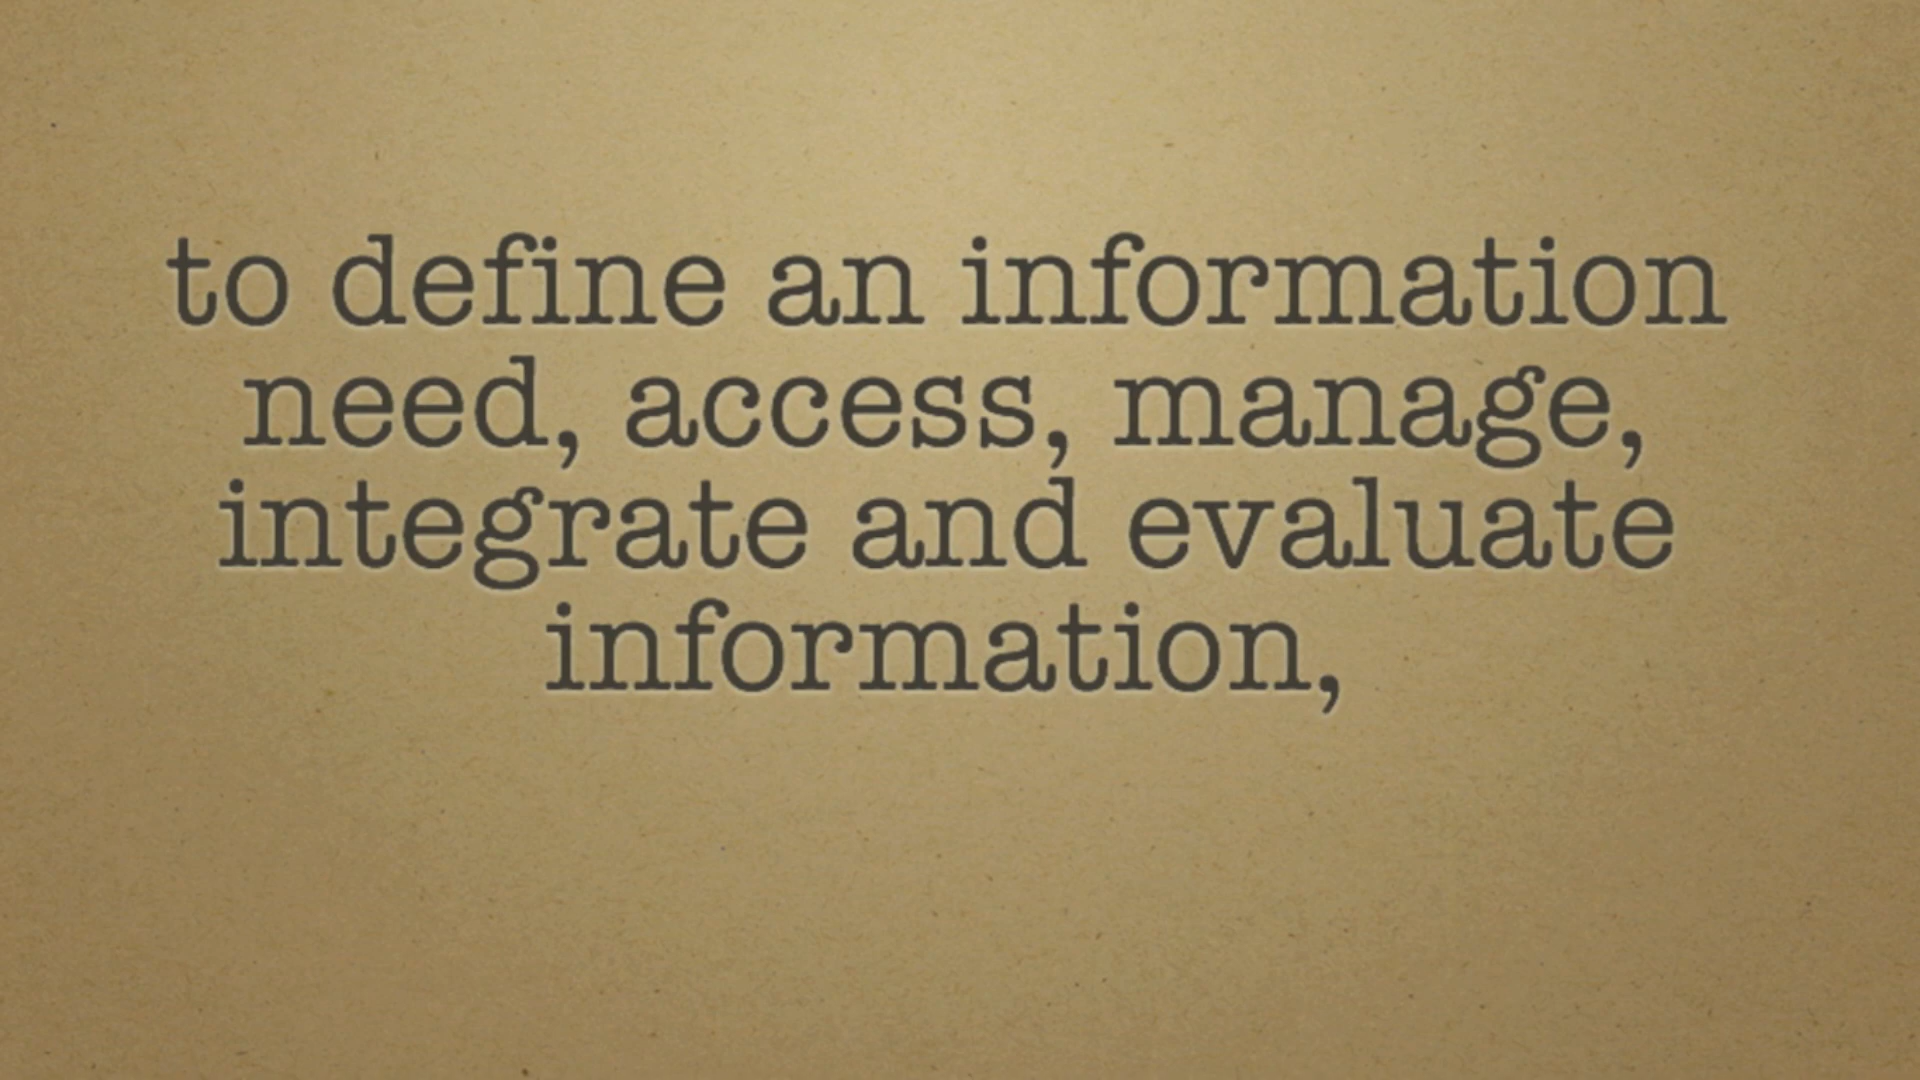 to define an information
need, access, manage,
integrate and evaluate
information,